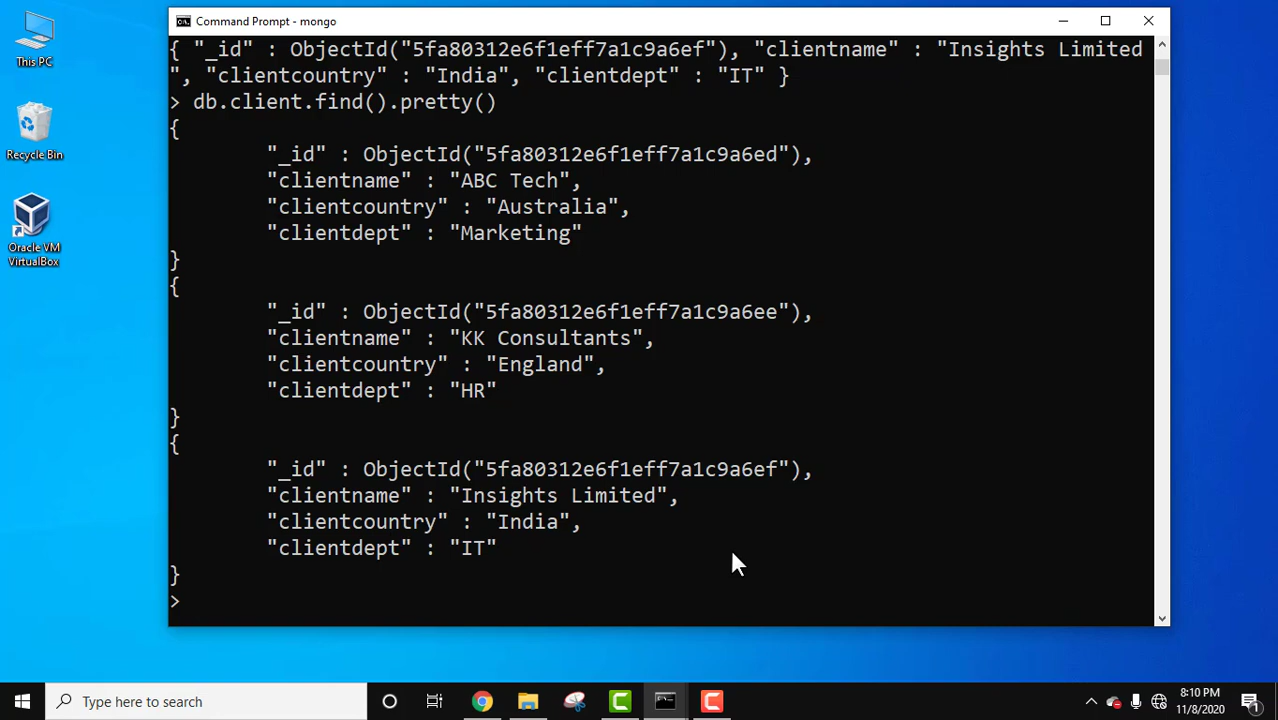 This PC
Recycle Bin
Oracle VM
VirtualBox
Command Prompt - mongo
{ "_id" : ObjectId("5fa80312e6f1eff7a1c9a6ef"), "clientname" : "Insights Limited
", "clientcountry" : "India", "clientdept" : "IT" }
> db.client.find().pretty()
{
"_id" : ObjectId("5fa80312e6f1eff7a1c9a6ed"),
"clientname" : "ABC Tech",
"clientcountry" : "Australia",
"clientdept" : "Marketing"
}
{
"_id" : ObjectId("5fa80312e6f1eff7a1c9a6ee"),
"clientname" : "KK Consultants",
"clientcountry" : "England",
"clientdept" : "HR"
}
{
"_id" : ObjectId("5fa80312e6f1eff7a1c9a6ef"),
"clientname" : "Insights Limited",
"clientcountry" : "India",
"clientdept" : "IT"
}
>
Type here to search
8:10 PM
11/8/2020
1